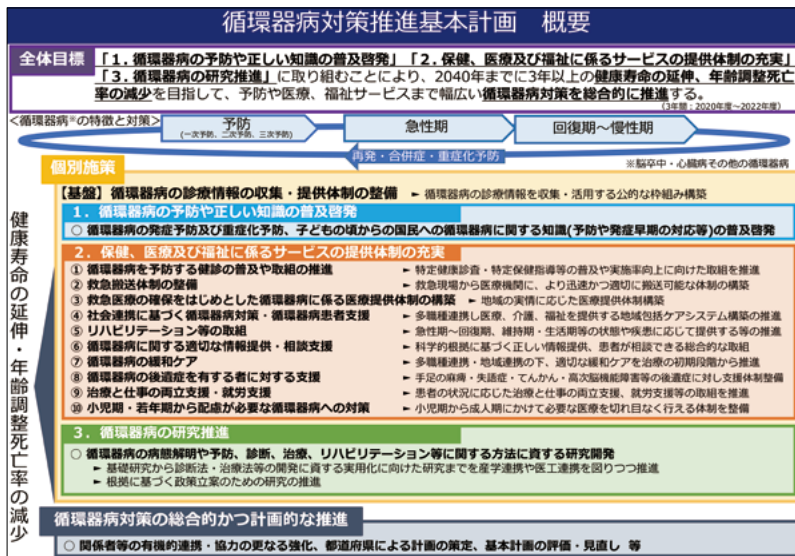 循環器病対策推進基本計画　概要
全体目標
「１．循環器病の予防や正しい知識の普及啓発」「２．保健、医療及び福祉に係るサービスの提供体制の充実」
「３．循環器病の研究推進」に取り組むことにより、2040年までに3年以上の健康寿命の延伸、年齢調整死亡
率の減少を目指して、予防や医療、福祉サービスまで幅広い循環器病対策を総合的に推進する。
（3年間：2020年度～2022年度）
＜循環器病※の特徴と対策＞
予防
（一次予防、二次予防、三次予防）
急性期
回復期～慢性期
再発・合併症・重症化予防
※脳卒中・心臓病その他の循環器病
健康寿命の延伸・年齢調整死亡率の減少
個別施策
【基盤】循環器病の診療情報の収集・提供体制の整備　►循環器病の診療情報を収集・活用する公的な枠組み構築
１．循環器病の予防や正しい知識の普及啓発
○ 循環器病の発症予防及び重症化予防、子どもの頃からの国民への循環器病に関する知識(予防や発症早期の対応等)の普及啓発
２．保健、医療及び福祉に係るサービスの提供体制の充実
① 循環器病を予防する健診の普及や取組の推進　►特定健康診査・特定保健指導等の普及や実施率向上に向けた取組を推進
② 救急搬送体制の整備　►救急現場から医療機関に、より迅速かつ適切に搬送可能な体制の構築
③ 救急医療の確保をはじめとした循環器病に係る医療提供体制の構築　►地域の実情に応じた医療提供体制構築
④ 社会連携に基づく循環器病対策・循環器病患者支援　►多職種連携し医療、介護、福祉を提供する地域包括ケアシステム構築の推進
⑤ リハビリテーション等の取組　►急性期～回復期、維持期・生活期等の状態や疾患に応じて提供する等の推進
⑥ 循環器病に関する適切な情報提供・相談支援　►科学的根拠に基づく正しい情報提供、患者が相談できる総合的な取組
⑦ 循環器病の緩和ケア　►多職種連携・地域連携の下、適切な緩和ケアを治療の初期段階から推進
⑧ 循環器病の後遺症を有する者に対する支援　►手足の麻痺・失語症・てんかん・高次脳機能障害等の後遺症に対し支援体制整備
⑨ 治療と仕事の両立支援・就労支援　►患者の状況に応じた治療と仕事の両立支援、就労支援等の取組を推進
⑩ 小児期・若年期から配慮が必要な循環器病への対策　►小児期から成人期にかけて必要な医療を切れ目なく行える体制を整備
３．循環器病の研究推進
○ 循環器病の病態解明や予防、診断、治療、リハビリテーション等に関する方法に資する研究開発
►基礎研究から診断法・治療法等の開発に資する実用化に向けた研究までを産学連携や医工連携を図りつつ推進
►根拠に基づく政策立案のための研究の推進
循環器病対策の総合的かつ計画的な推進
○ 関係者等の有機的連携・協力の更なる強化、都道府県による計画の策定、基本計画の評価・見直し 等